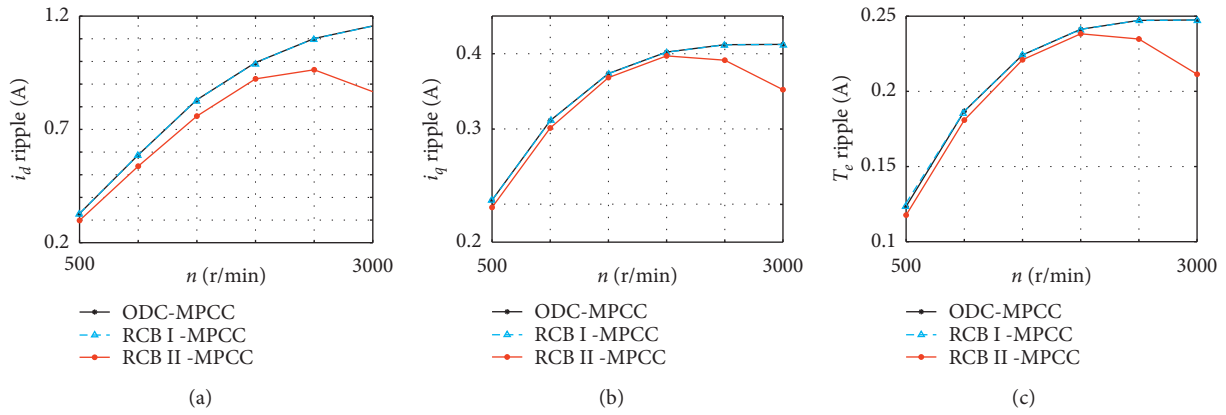 1.2
0.7
0.2
i_d ripple (A)
500
3000
n (r/min)
ODC-MPCC
RCB I -MPCC
RCB II -MPCC
(a)
0.4
0.3
0.2
i_q ripple (A)
500
3000
n (r/min)
ODC-MPCC
RCB I -MPCC
RCB II -MPCC
(b)
0.25
0.2
0.15
0.1
T_e ripple (A)
500
3000
n (r/min)
ODC-MPCC
RCB I -MPCC
RCB II -MPCC
(c)